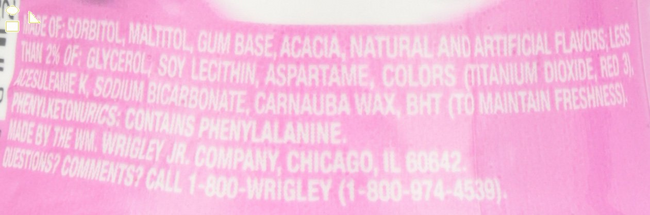 MADE OF: SORBITOL, MALTITOL, GUM BASE, ACACIA, NATURAL AND ARTIFICIAL FLAVORS; LESS
THAN 2% OF: GLYCEROL, SOY LECITHIN, ASPARTAME, COLORS (TITANIUM DIOXIDE, RED 3),
ACESULFAME K, SODIUM BICARBONATE, CARNAUBA WAX, BHT (TO MAINTAIN FRESHNESS).
PHENYLKETONURICS: CONTAINS PHENYLALANINE.
MADE BY THE WM. WRIGLEY JR. COMPANY, CHICAGO, IL 60642.
QUESTIONS? COMMENTS? CALL 1-800-WRIGLEY (1-800-974-4539).